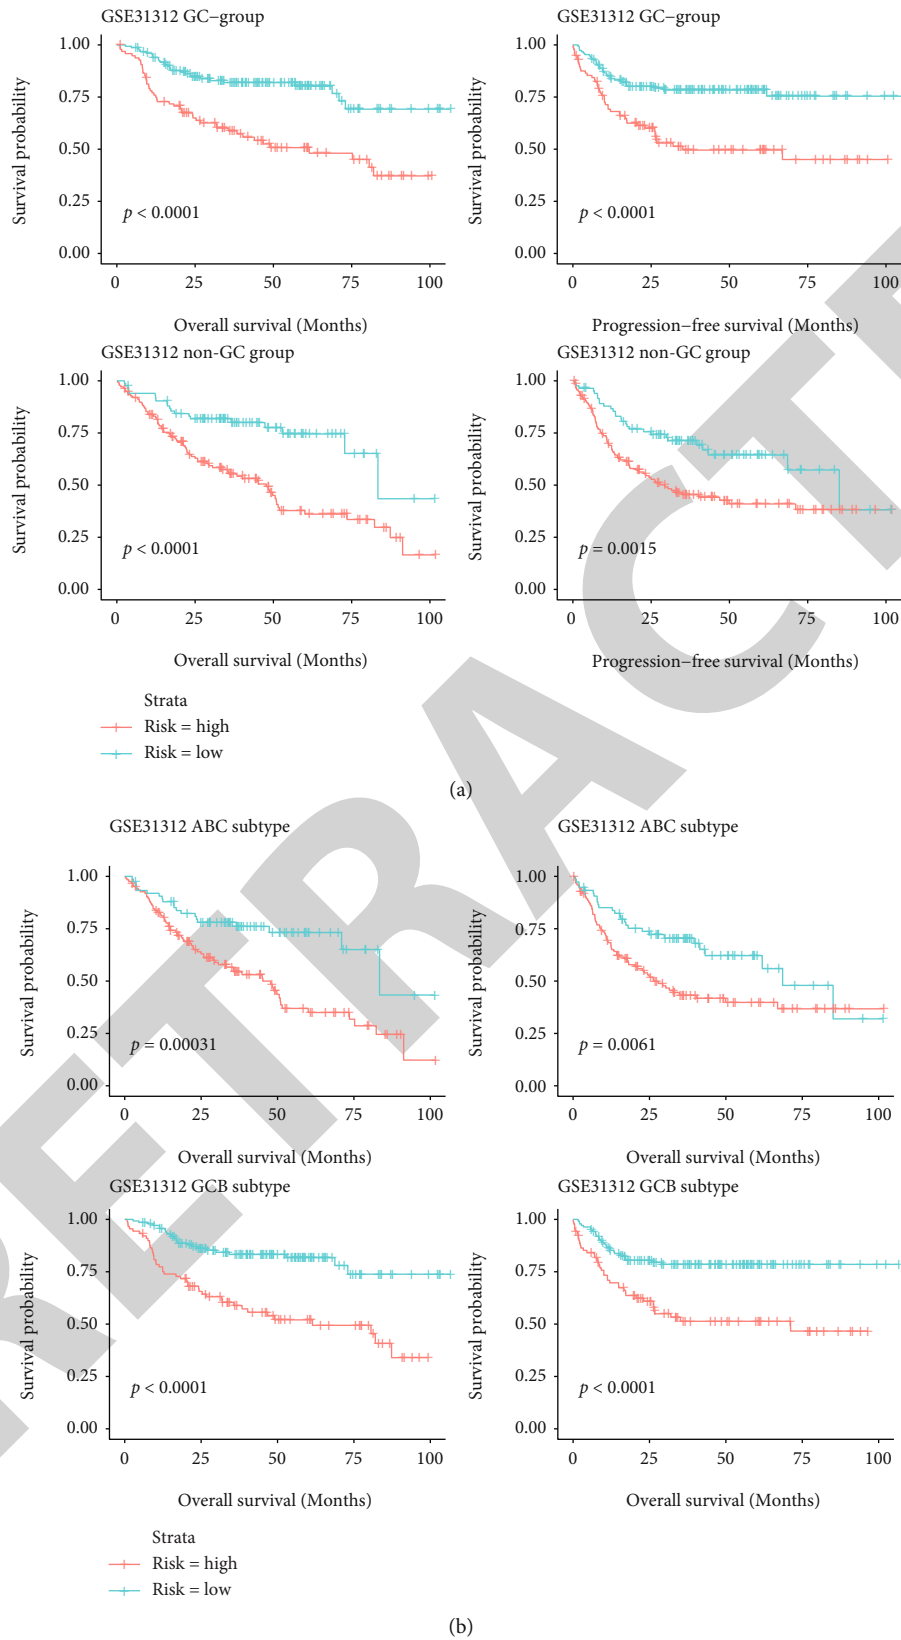 GSE31312 GC−group
1.00
0.75
0.50
0.25
0.00
Survival probability
p < 0.0001
0 25 50 75 100
Overall survival (Months)
GSE31312 GC−group
1.00
0.75
0.50
0.25
0.00
Survival probability
p < 0.0001
0 25 50 75 100
Progression−free survival (Months)
GSE31312 non-GC group
1.00
0.75
0.50
0.25
0.00
Survival probability
p < 0.0001
0 25 50 75 100
Overall survival (Months)
GSE31312 non-GC group
1.00
0.75
0.50
0.25
0.00
Survival probability
p = 0.0015
0 25 50 75 100
Progression−free survival (Months)
Strata
Risk = high
Risk = low
(a)
GSE31312 ABC subtype
1.00
0.75
0.50
0.25
0.00
Survival probability
p = 0.00031
0 25 50 75 100
Overall survival (Months)
GSE31312 ABC subtype
1.00
0.75
0.50
0.25
0.00
Survival probability
p = 0.0061
0 25 50 75 100
Overall survival (Months)
GSE31312 GCB subtype
1.00
0.75
0.50
0.25
0.00
Survival probability
p < 0.0001
0 25 50 75 100
Overall survival (Months)
GSE31312 GCB subtype
1.00
0.75
0.50
0.25
0.00
Survival probability
p < 0.0001
0 25 50 75 100
Overall survival (Months)
Strata
Risk = high
Risk = low
(b)
RETRACTE